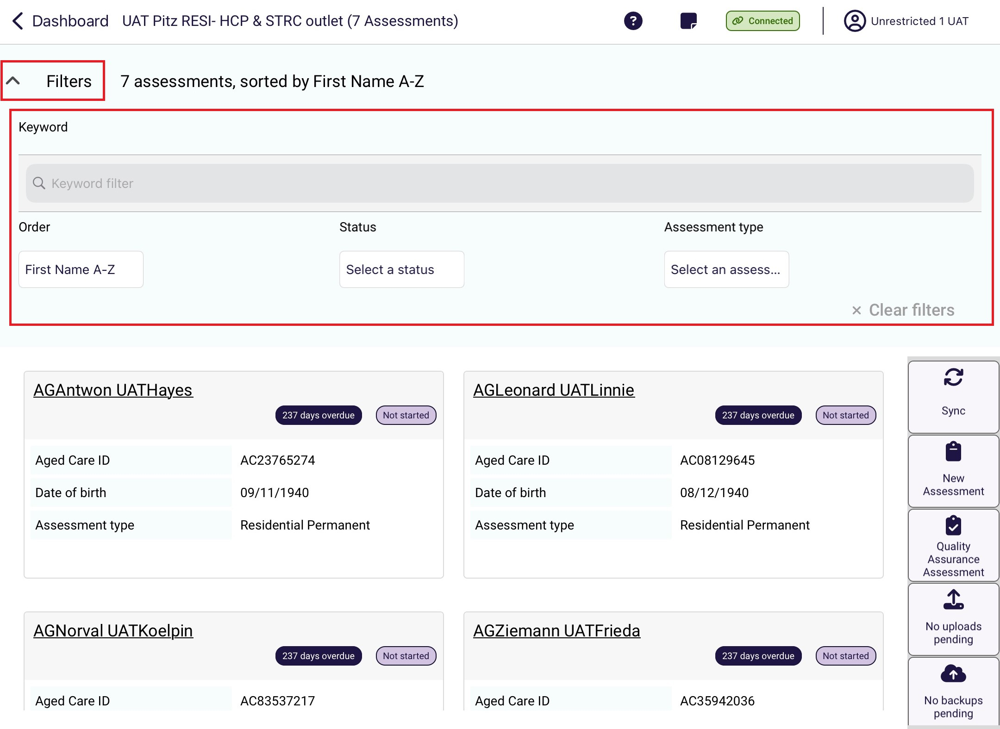 Dashboard UAT Pitz RESI- HCP & STRC outlet (7 Assessments)
?
Connected
Unrestricted 1 UAT
Filters
7 assessments, sorted by First Name A-Z
Keyword
Keyword filter
Order
Status
Assessment type
First Name A-Z
Select a status
Select an assess...
× Clear filters
AGAntwon UATHayes
237 days overdue
Not started
Aged Care ID AC23765274
Date of birth 09/11/1940
Assessment type Residential Permanent
AGLeonard UATLinnie
237 days overdue
Not started
Aged Care ID AC08129645
Date of birth 08/12/1940
Assessment type Residential Permanent
AGNorval UATKoelpin
237 days overdue
Not started
Aged Care ID AC83537217
AGZiemann UATFrieda
237 days overdue
Not started
Aged Care ID AC35942036
Sync
New
Assessment
Quality
Assurance
Assessment
No uploads
pending
No backups
pending